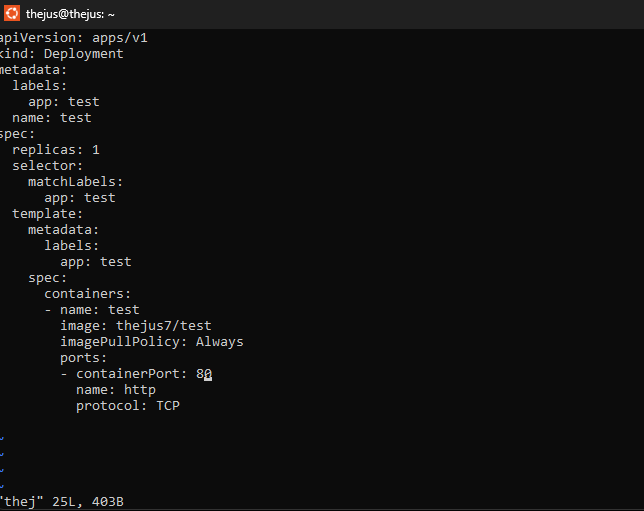 thejus@thejus: ~
apiVersion: apps/v1
kind: Deployment
metadata:
  labels:
    app: test
  name: test
spec:
  replicas: 1
  selector:
    matchLabels:
      app: test
  template:
    metadata:
      labels:
        app: test
    spec:
      containers:
      - name: test
        image: thejus7/test
        imagePullPolicy: Always
        ports:
        - containerPort: 80
          name: http
          protocol: TCP
~
~
~
~
"thej" 25L, 403B